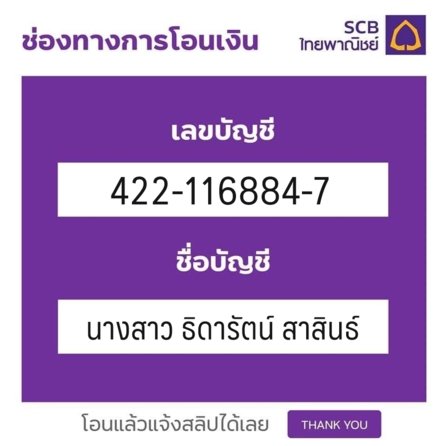 ช่องทางการโอนเงิน
SCB
ไทยพาณิชย์
เลขบัญชี
422-116884-7
ชื่อบัญชี
นางสาว ธิดารัตน์ สาสินธ์
โอนแล้วแจ้งสลิปได้เลย
THANK YOU